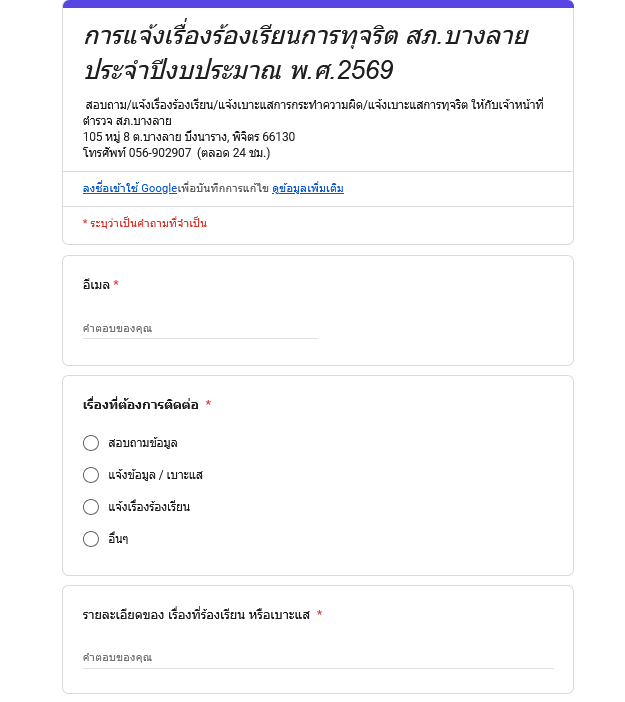 การแจ้งเรื่องร้องเรียนการทุจริต สภ.บางลาย
ประจำปีงบประมาณ พ.ศ.2569
สอบถาม/แจ้งเรื่องร้องเรียน/แจ้งเบาะแสการกระทำความผิด/แจ้งเบาะแสการทุจริต ให้กับเจ้าหน้าที่
ตำรวจ สภ.บางลาย
105 หมู่ 8 ต.บางลาย บึงนาราง, พิจิตร 66130
โทรศัพท์ 056-902907 (ตลอด 24 ชม.)
ลงชื่อเข้าใช้ Googleเพื่อบันทึกการแก้ไข ดูข้อมูลเพิ่มเติม
* ระบุว่าเป็นคำถามที่จำเป็น
อีเมล *
คำตอบของคุณ
เรื่องที่ต้องการติดต่อ *
สอบถามข้อมูล
แจ้งข้อมูล / เบาะแส
แจ้งเรื่องร้องเรียน
อื่นๆ
รายละเอียดของ เรื่องที่ร้องเรียน หรือเบาะแส *
คำตอบของคุณ